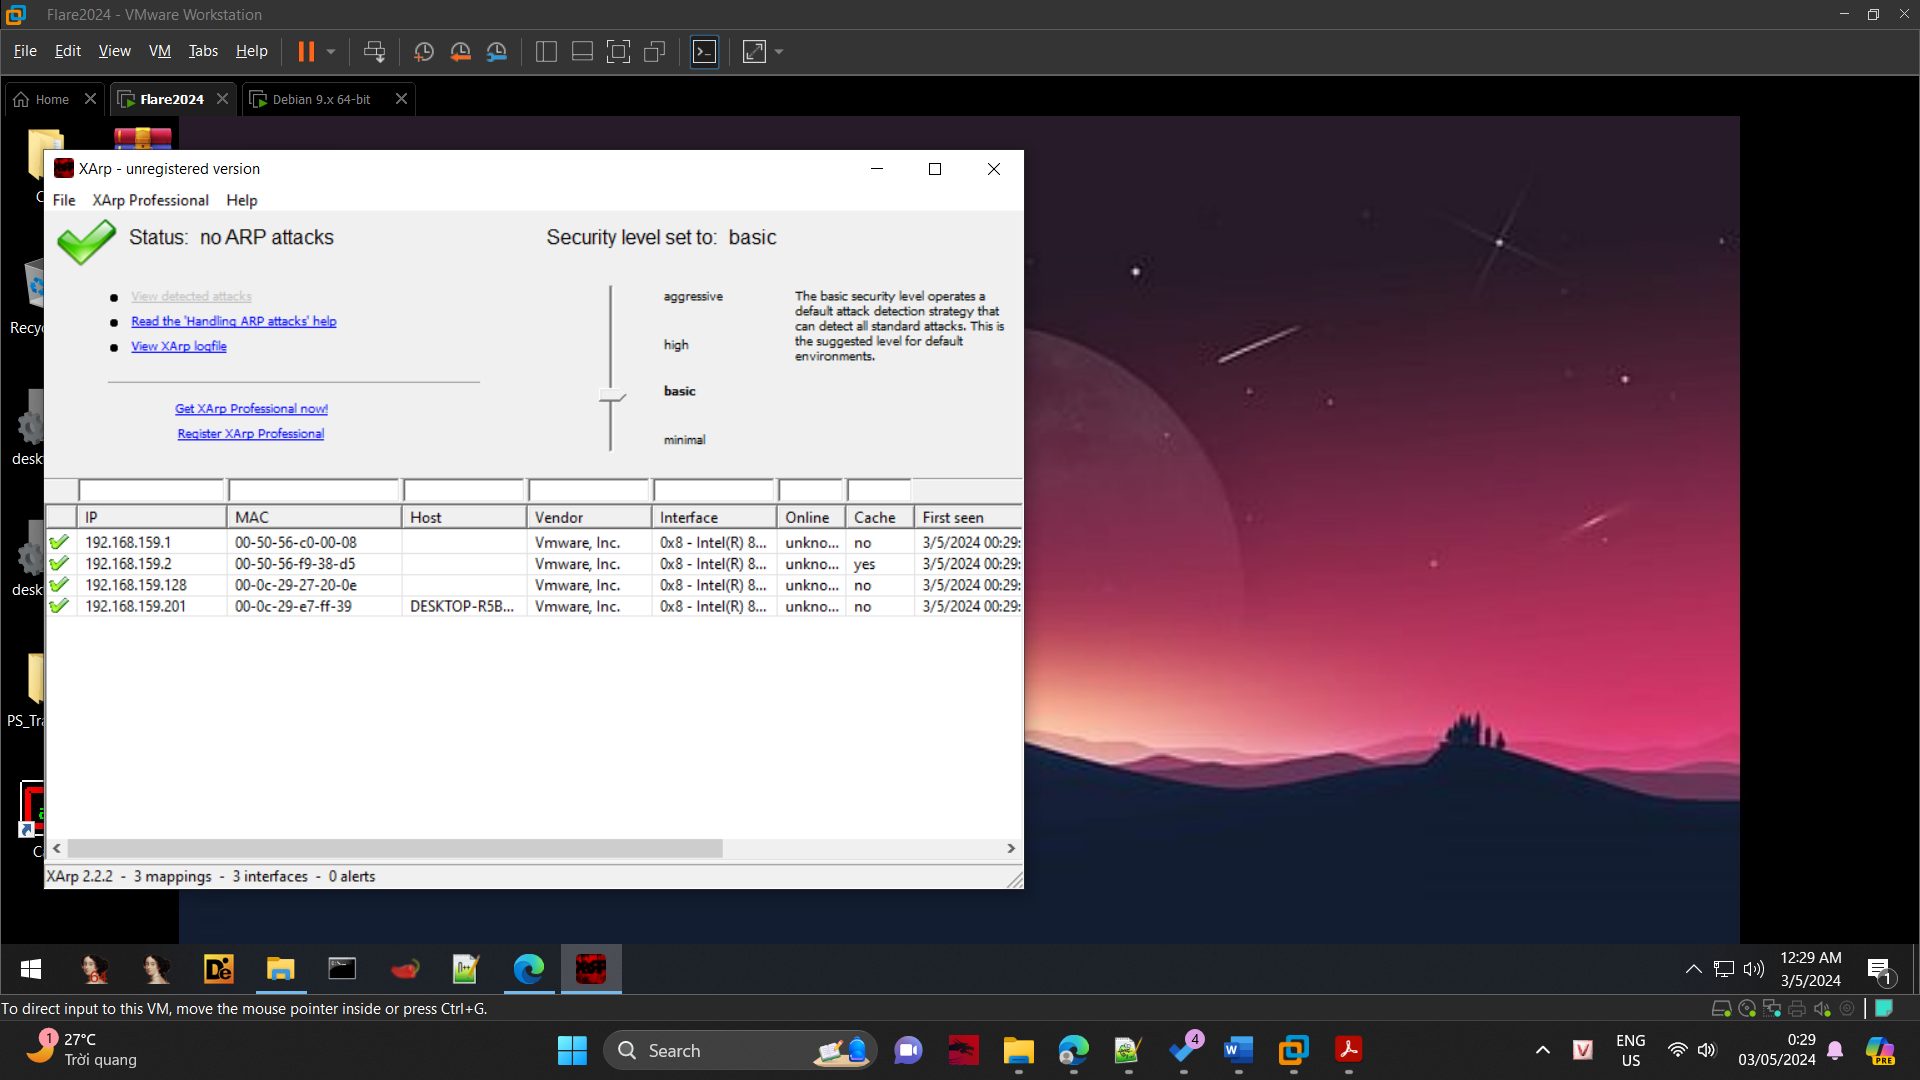 Flare2024 - VMware Workstation
File Edit View VM Tabs Help
Home Flare2024 Debian 9.x 64-bit
XArp - unregistered version
File XArp Professional Help
Status: no ARP attacks
Security level set to: basic
View detected attacks
Read the 'Handling ARP attacks' help
View XArp logfile
Get XArp Professional now!
Register XArp Professional
aggressive
high
basic
minimal
The basic security level operates a
default attack detection strategy that
can detect all standard attacks. This is
the suggested level for default
environments.
IP MAC Host Vendor Interface Online Cache First seen
192.168.159.1 00-50-56-c0-00-08 Vmware, Inc. 0x8 - Intel(R) 8... unkno... no 3/5/2024 00:29:
192.168.159.2 00-50-56-f9-38-d5 Vmware, Inc. 0x8 - Intel(R) 8... unkno... yes 3/5/2024 00:29:
192.168.159.128 00-0c-29-27-20-0e Vmware, Inc. 0x8 - Intel(R) 8... unkno... no 3/5/2024 00:29:
192.168.159.201 00-0c-29-e7-ff-39 DESKTOP-R5B... Vmware, Inc. 0x8 - Intel(R) 8... unkno... no 3/5/2024 00:29:
XArp 2.2.2 - 3 mappings - 3 interfaces - 0 alerts
C
Recyc
desk
desk
PS_Tra
Ca
12:29 AM
3/5/2024
1
To direct input to this VM, move the mouse pointer inside or press Ctrl+G.
1
27°C
Trời quang
Search
4
ENG
US
0:29
03/05/2024
PRE